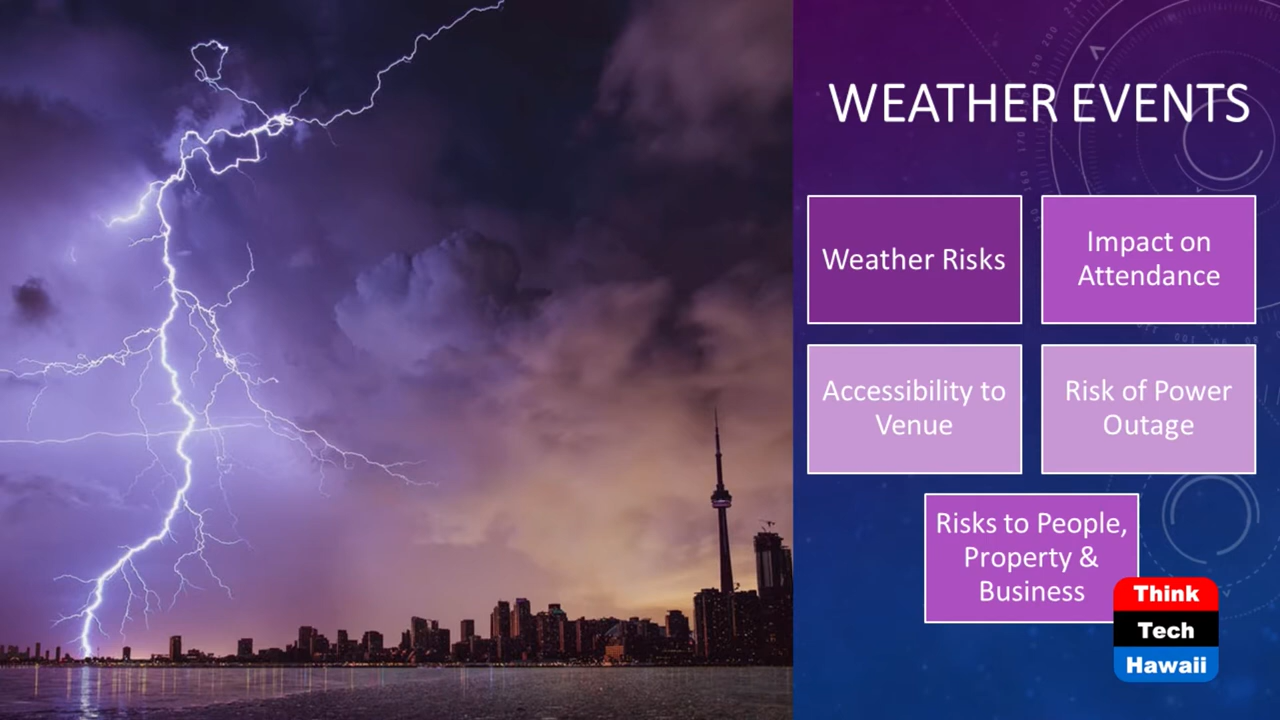 WEATHER EVENTS
Weather Risks
Impact on
Attendance
Accessibility to
Venue
Risk of Power
Outage
Risks to People,
Property &
Business
Think
Tech
Hawaii